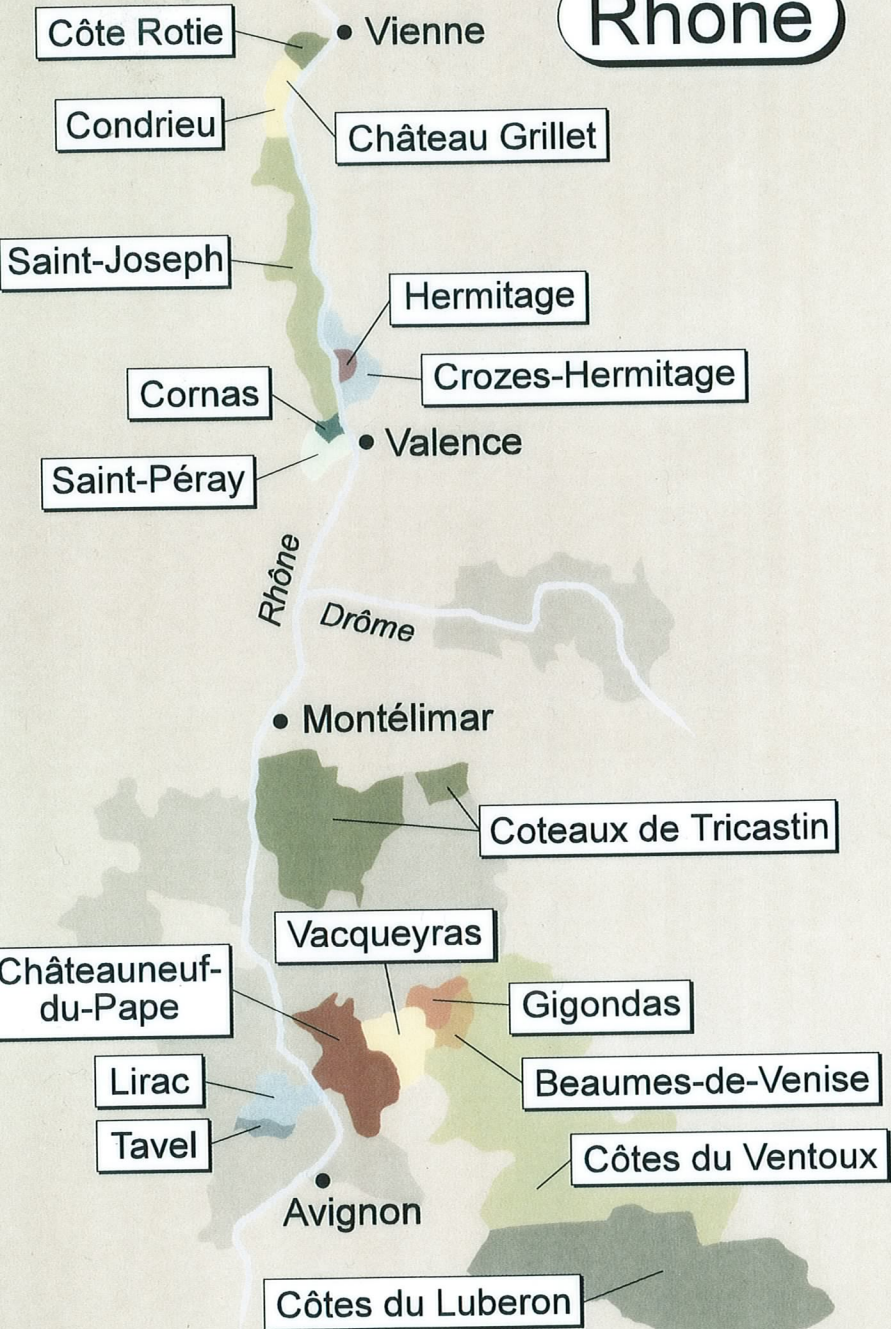 Rhône
Côte Rotie
Vienne
Condrieu
Château Grillet
Saint-Joseph
Hermitage
Crozes-Hermitage
Cornas
Valence
Saint-Péray
Rhône
Drôme
Montélimar
Coteaux de Tricastin
Vacqueyras
Châteauneuf-
du-Pape
Gigondas
Lirac
Beaumes-de-Venise
Tavel
Côtes du Ventoux
Avignon
Côtes du Luberon